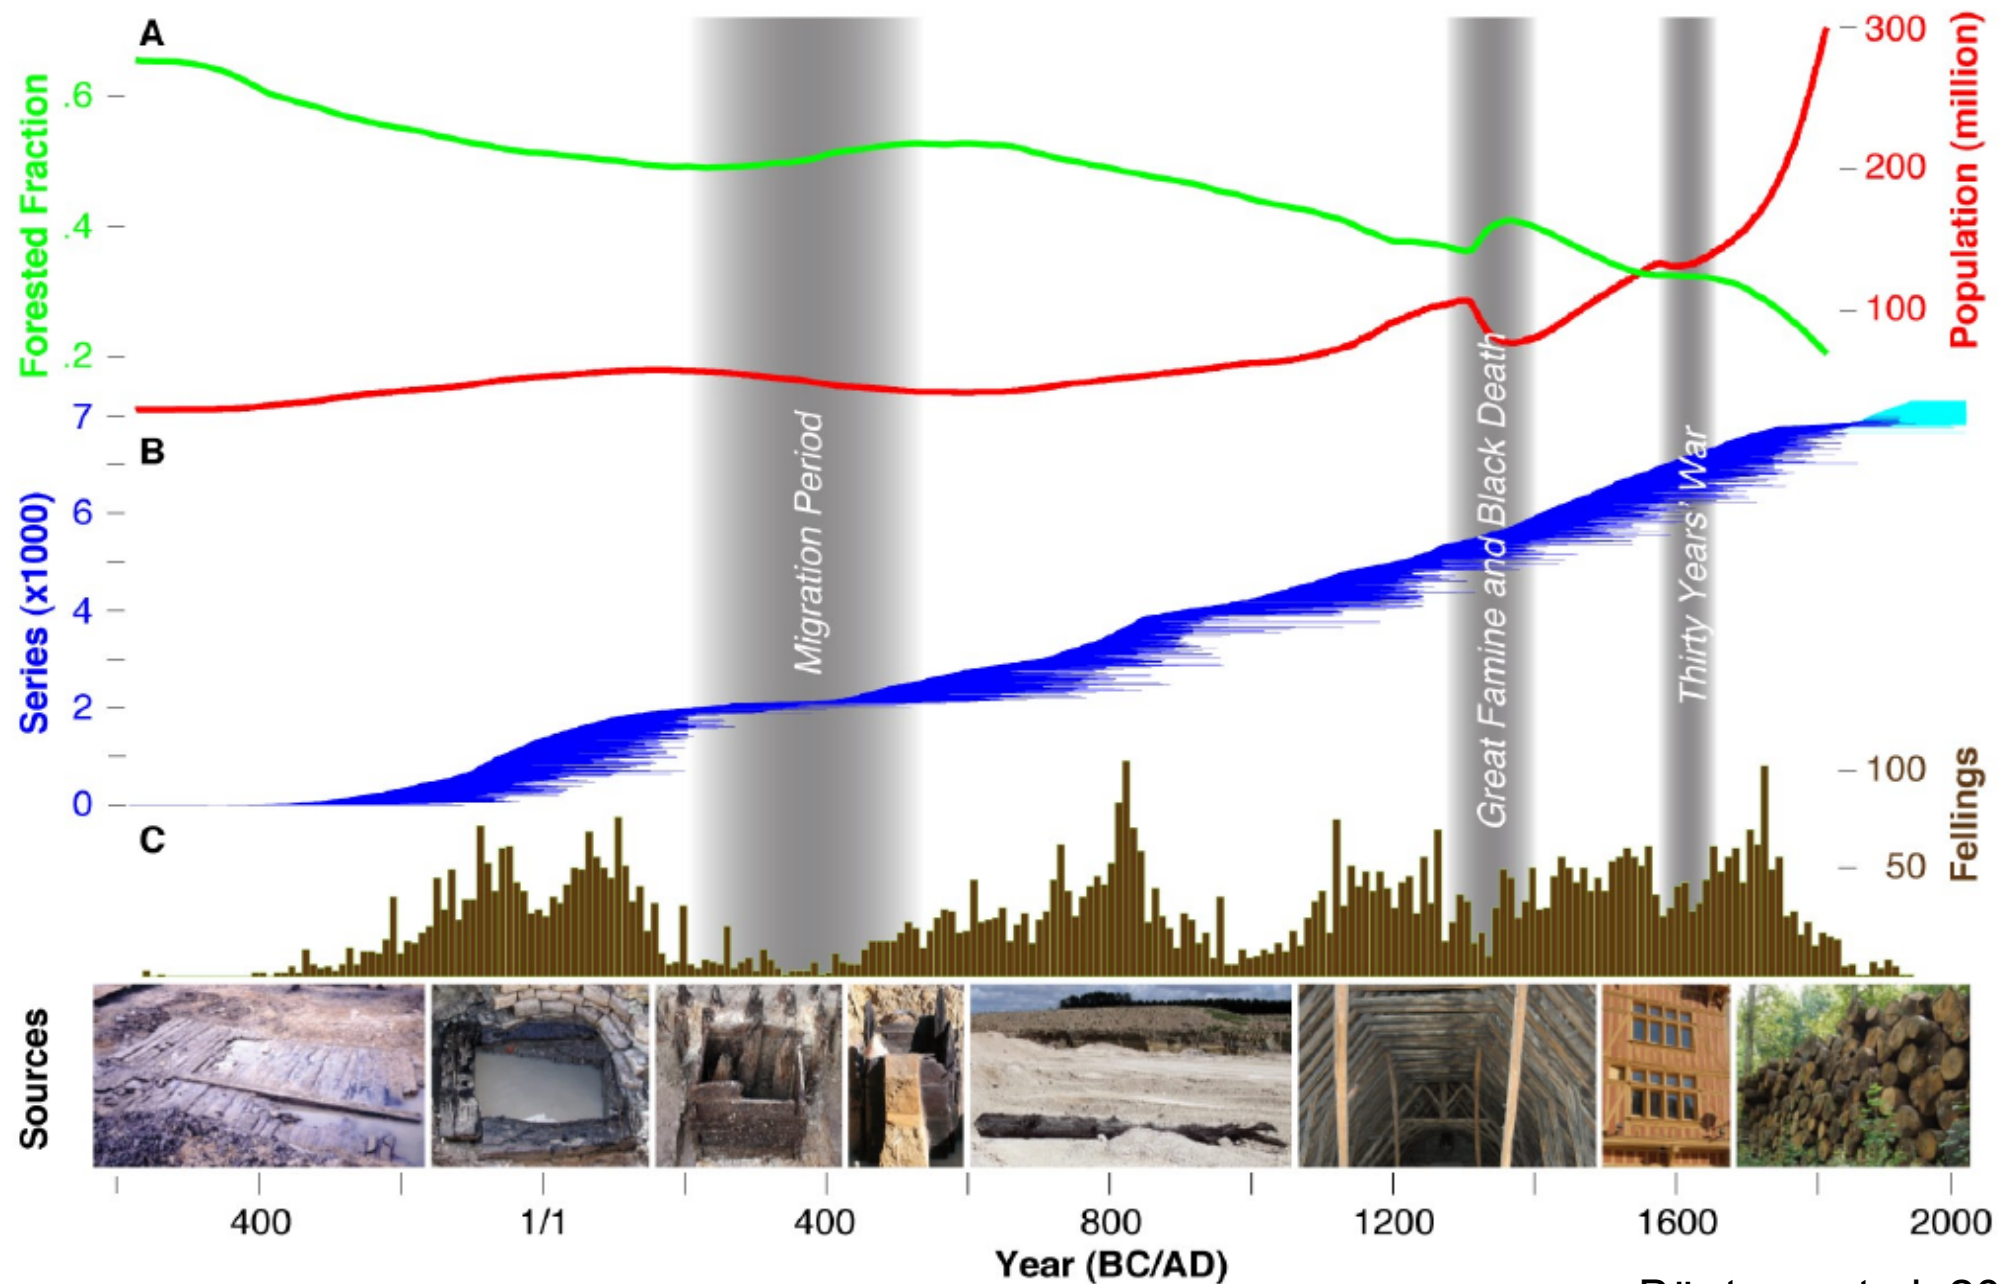 A
Forested Fraction
.6
.4
.2
300
200
100
Population (million)
B
Series (x1000)
7
6
4
2
0
Migration Period
Great Famine and Black Death
Thirty Years' War
C
100
50
Fellings
Sources
400
1/1
400
800
1200
1600
2000
Year (BC/AD)